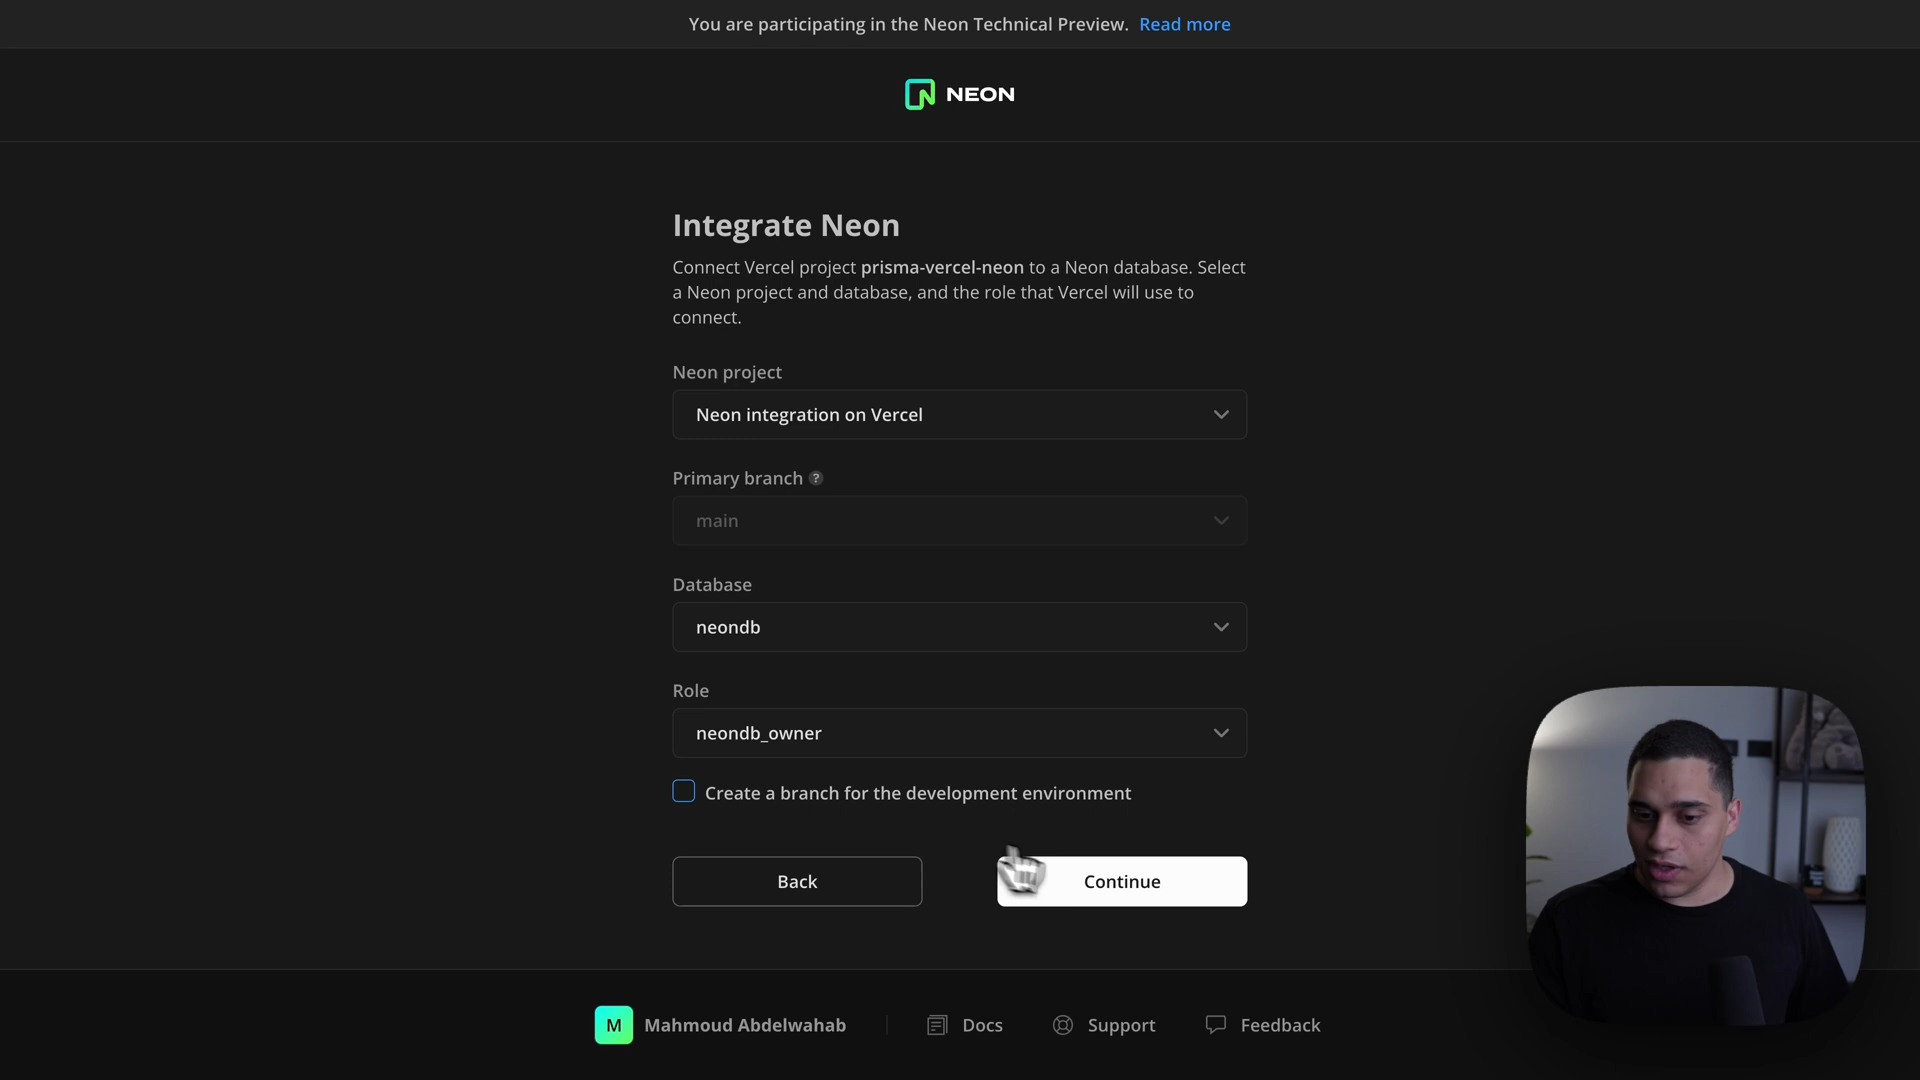 You are participating in the Neon Technical Preview. Read more
NEON
Integrate Neon
Connect Vercel project prisma-vercel-neon to a Neon database. Select
a Neon project and database, and the role that Vercel will use to
connect.
Neon project
Neon integration on Vercel
Primary branch ?
main
Database
neondb
Role
neondb_owner
Create a branch for the development environment
Back
Continue
M Mahmoud Abdelwahab
Docs
Support
Feedback